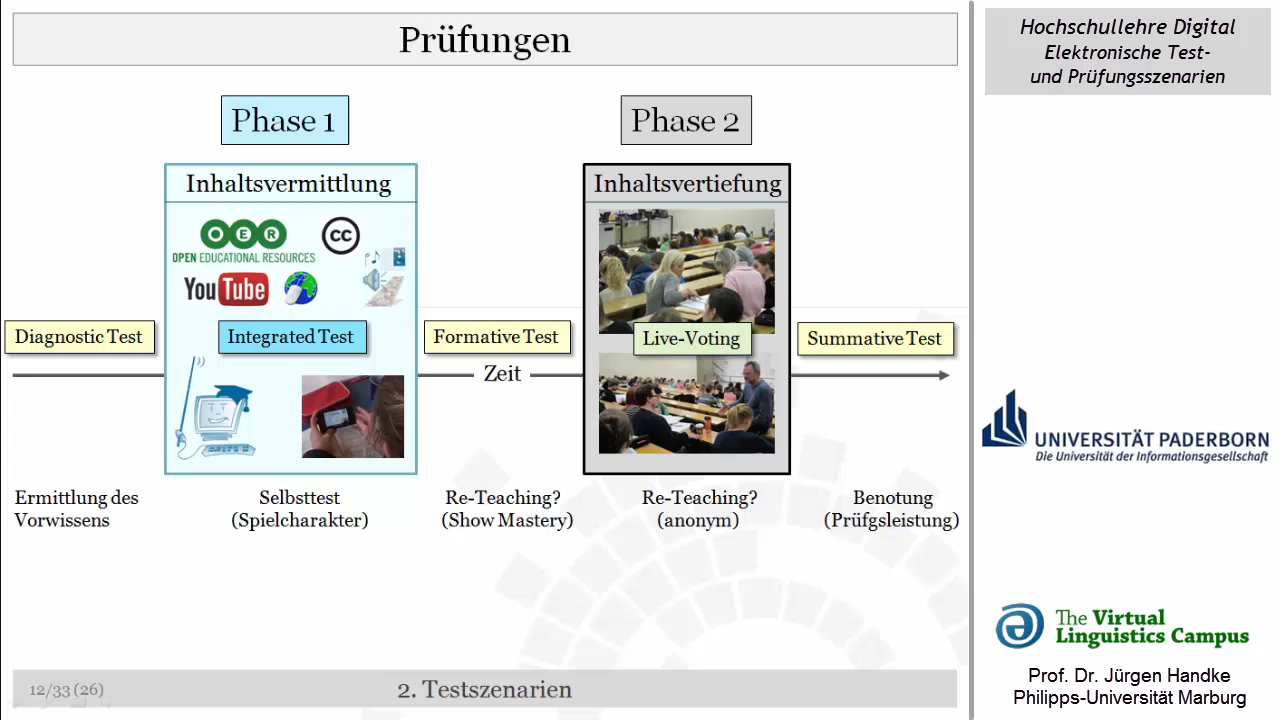 Prüfungen
Phase 1
Phase 2
Inhaltsvermittlung
OER
OPEN EDUCATIONAL RESOURCES
cc
YouTube
Inhaltsvertiefung
Diagnostic Test
Integrated Test
Formative Test
Live-Voting
Summative Test
Zeit
Ermittlung des
Vorwissens
Selbsttest
(Spielcharakter)
Re-Teaching?
(Show Mastery)
Re-Teaching?
(anonym)
Benotung
(Prüfgsleistung)
12/33 (26)
2. Testszenarien
Hochschullehre Digital
Elektronische Test-
und Prüfungsszenarien
UNIVERSITÄT PADERBORN
Die Universität der Informationsgesellschaft
The Virtual
Linguistics Campus
Prof. Dr. Jürgen Handke
Philipps-Universität Marburg